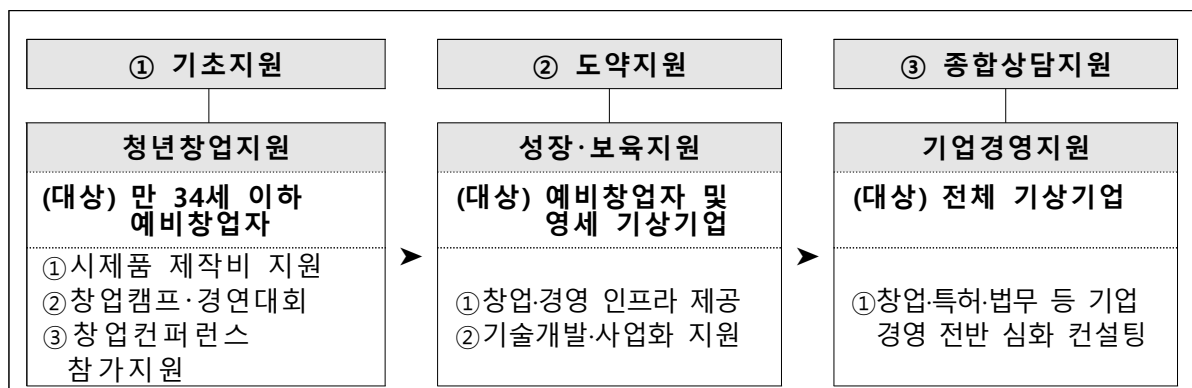 ① 기초지원
청년창업지원
(대상) 만 34세 이하
예비창업자
①시제품 제작비 지원
②창업캠프·경연대회
③창업컨퍼런스
참가지원
➤
② 도약지원
성장·보육지원
(대상) 예비창업자 및
영세 기상기업
①창업·경영 인프라 제공
②기술개발·사업화 지원
➤
③ 종합상담지원
기업경영지원
(대상) 전체 기상기업
①창업·특허·법무 등 기업
경영 전반 심화 컨설팅